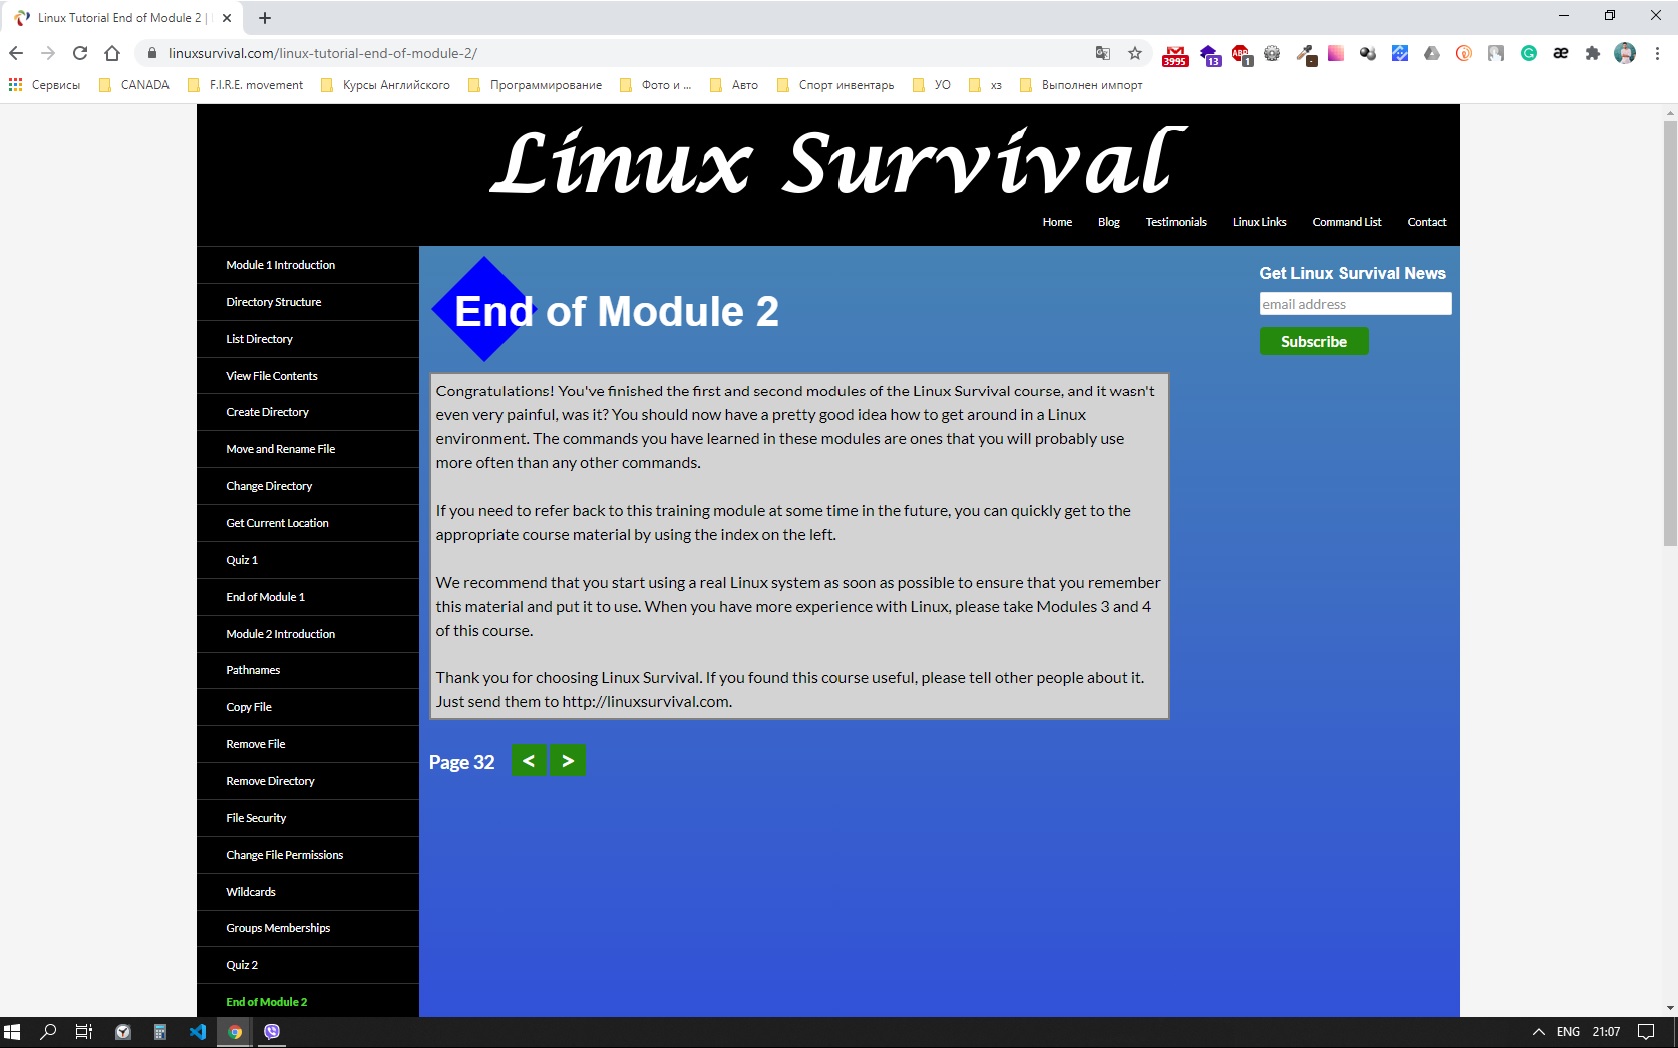 Linux Tutorial End of Module 2 |
linuxsurvival.com/linux-tutorial-end-of-module-2/
3995
13
ABP
1
æ
Сервисы CANADA F.I.R.E. movement Курсы Английского Программирование Фото и ... Авто Спорт инвентарь УО хз Выполнен импорт
Linux Survival
Home Blog Testimonials Linux Links Command List Contact
Module 1 Introduction
Directory Structure
List Directory
View File Contents
Create Directory
Move and Rename File
Change Directory
Get Current Location
Quiz 1
End of Module 1
Module 2 Introduction
Pathnames
Copy File
Remove File
Remove Directory
File Security
Change File Permissions
Wildcards
Groups Memberships
Quiz 2
End of Module 2
End of Module 2
Congratulations! You've finished the first and second modules of the Linux Survival course, and it wasn't
even very painful, was it? You should now have a pretty good idea how to get around in a Linux
environment. The commands you have learned in these modules are ones that you will probably use
more often than any other commands.
If you need to refer back to this training module at some time in the future, you can quickly get to the
appropriate course material by using the index on the left.
We recommend that you start using a real Linux system as soon as possible to ensure that you remember
this material and put it to use. When you have more experience with Linux, please take Modules 3 and 4
of this course.
Thank you for choosing Linux Survival. If you found this course useful, please tell other people about it.
Just send them to http://linuxsurvival.com.
Page 32 < >
Get Linux Survival News
email address
Subscribe
ENG 21:07